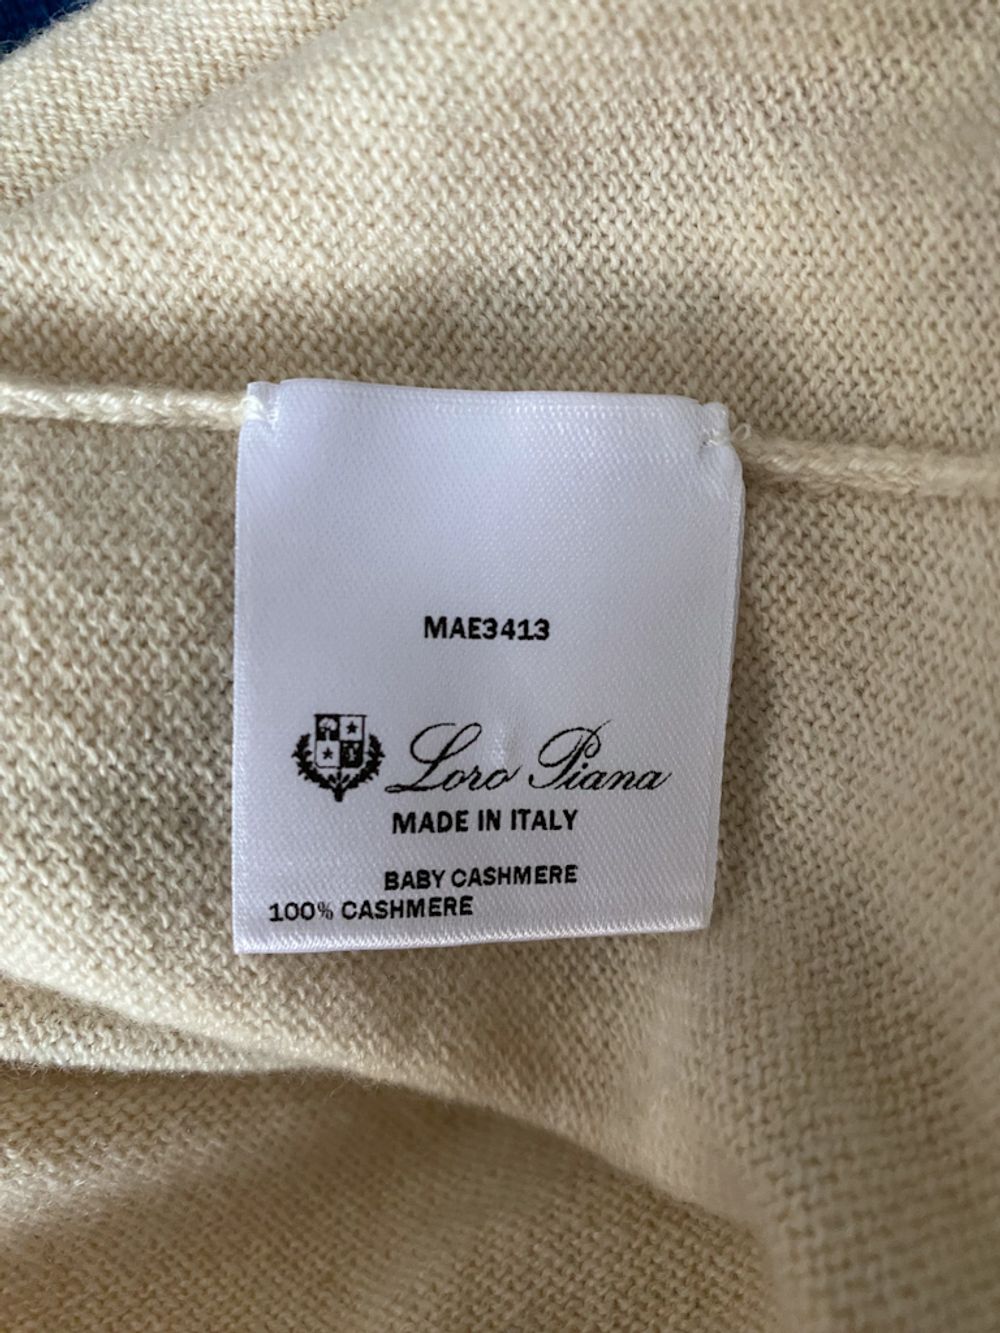 MAE3413
Loro Piana
MADE IN ITALY
BABY CASHMERE
100% CASHMERE